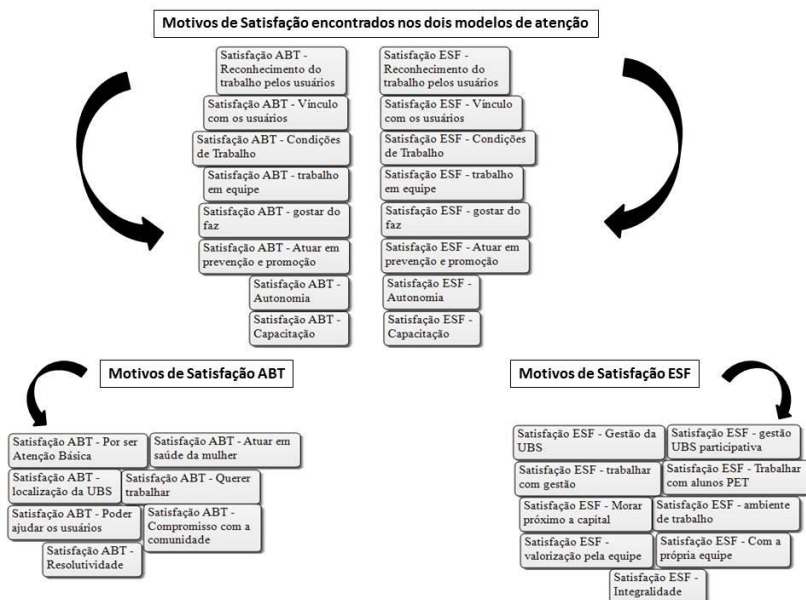 Motivos de Satisfação encontrados nos dois modelos de atenção
Satisfação ABT -
Reconhecimento do
trabalho pelos usuários
Satisfação ESF -
Reconhecimento do
trabalho pelos usuários
Satisfação ABT - Vínculo
com os usuários
Satisfação ESF - Vínculo
com os usuários
Satisfação ABT - Condições
de Trabalho
Satisfação ESF - Condições
de Trabalho
Satisfação ABT - trabalho
em equipe
Satisfação ESF - trabalho
em equipe
Satisfação ABT - gostar do
faz
Satisfação ESF - gostar do
faz
Satisfação ABT - Atuar em
prevenção e promoção
Satisfação ESF - Atuar em
prevenção e promoção
Satisfação ABT -
Autonomia
Satisfação ESF -
Autonomia
Satisfação ABT -
Capacitação
Satisfação ESF -
Capacitação
Motivos de Satisfação ABT
Satisfação ABT - Por ser
Atenção Básica
Satisfação ABT - Atuar em
saúde da mulher
Satisfação ABT -
localização da UBS
Satisfação ABT - Querer
trabalhar
Satisfação ABT - Poder
ajudar os usuários
Satisfação ABT -
Compromisso com a
comunidade
Satisfação ABT -
Resolutividade
Motivos de Satisfação ESF
Satisfação ESF - Gestão da
UBS
Satisfação ESF - gestão
UBS participativa
Satisfação ESF - trabalhar
com gestão
Satisfação ESF - Trabalhar
com alunos PET
Satisfação ESF - Morar
próximo a capital
Satisfação ESF - ambiente
de trabalho
Satisfação ESF -
valorização pela equipe
Satisfação ESF - Com a
própria equipe
Satisfação ESF -
Integralidade